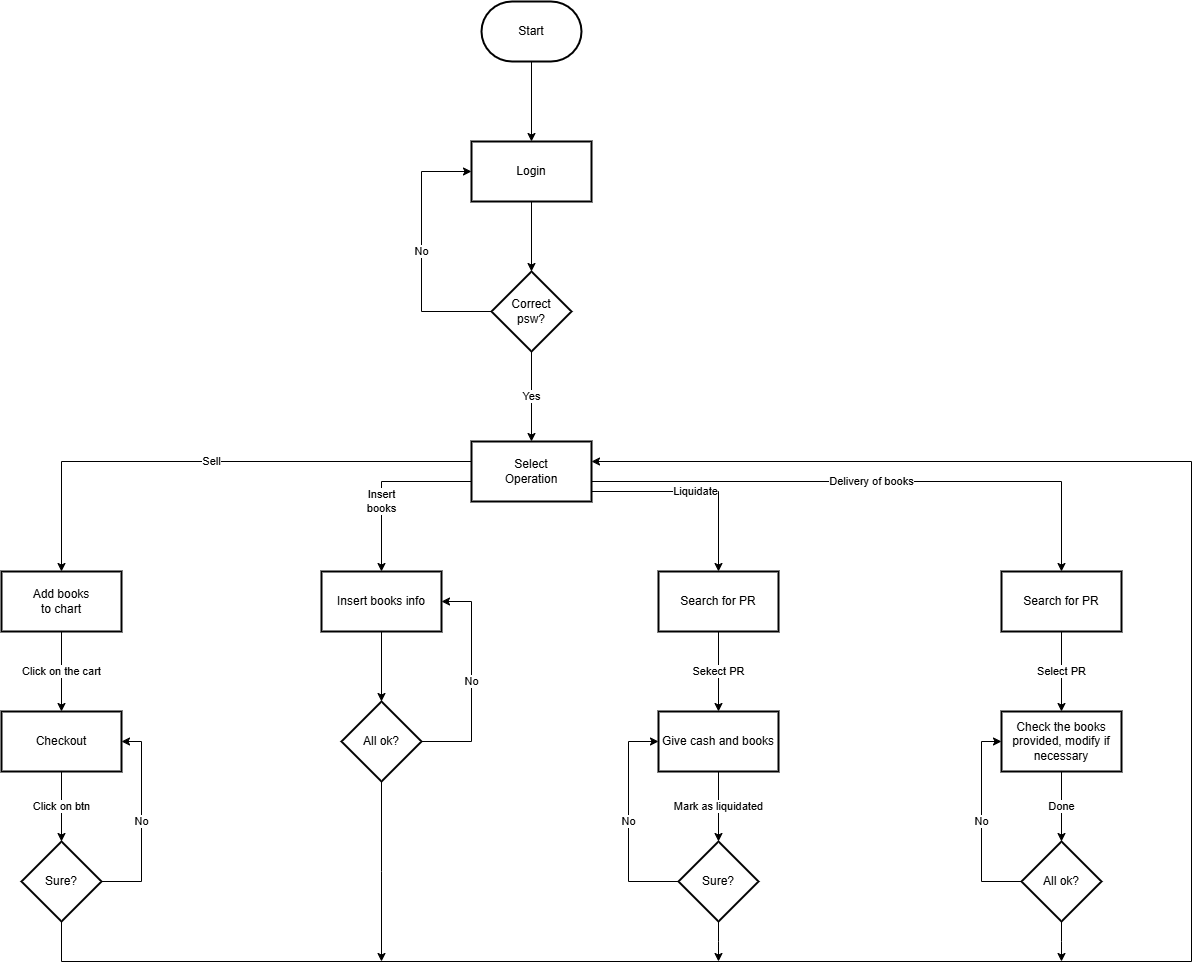 Start
Login
No
Correct
psw?
Yes
Select
Operation
Sell
Insert
books
Liquidate
Delivery of books
Add books
to chart
Insert books info
Search for PR
Search for PR
Click on the cart
No
Sekect PR
Select PR
Checkout
All ok?
Give cash and books
Check the books
provided, modify if
necessary
Click on btn
No
Mark as liquidated
No
Done
No
Sure?
Sure?
All ok?